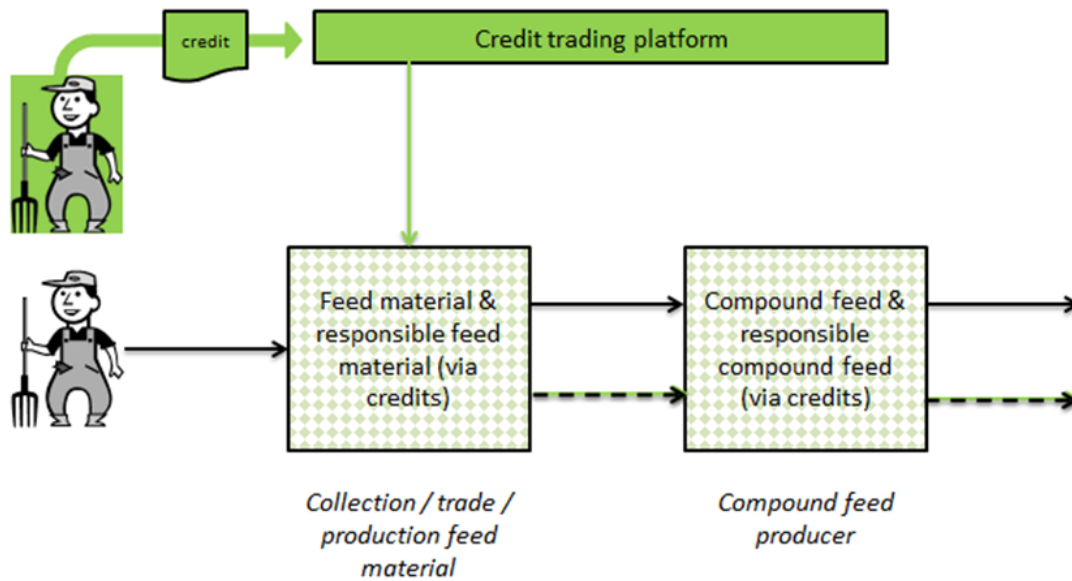 credit
Credit trading platform
Feed material &
responsible feed
material (via
credits)
Compound feed &
responsible
compound feed
(via credits)
Collection / trade /
production feed
material
Compound feed
producer